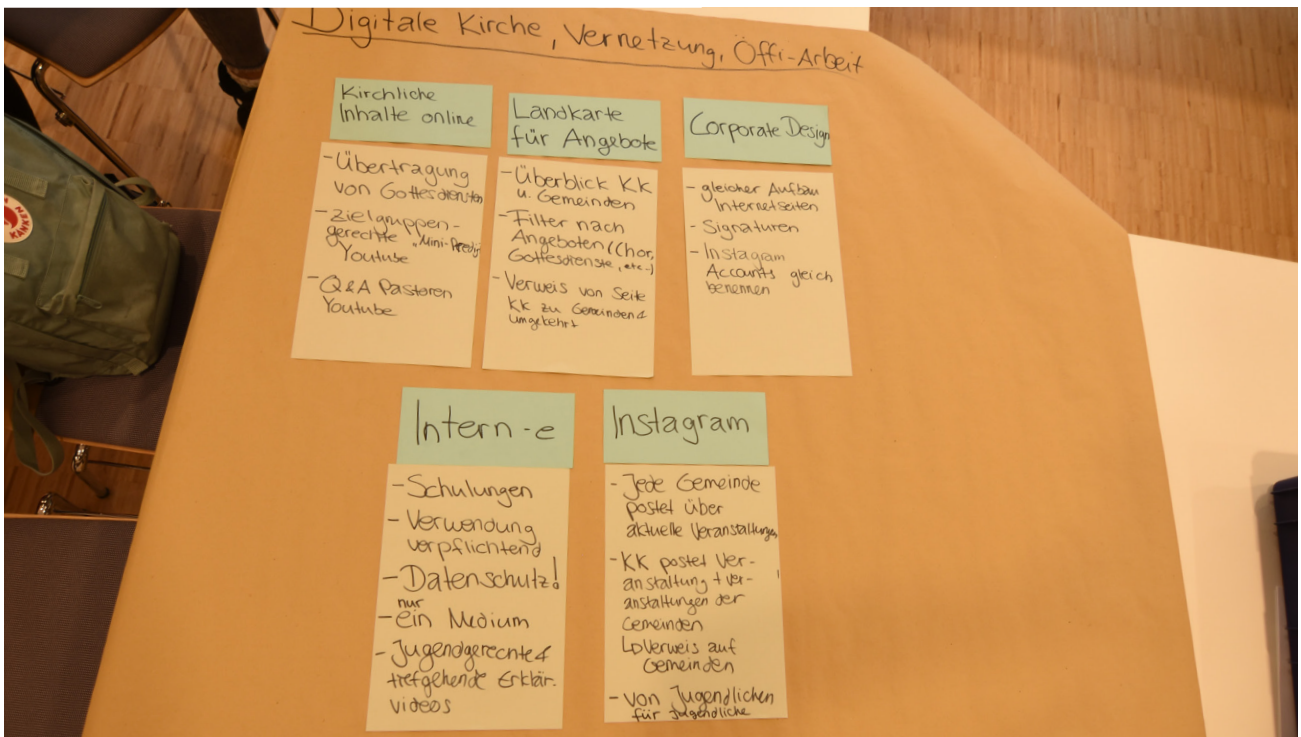 Digitale Kirche, Vernetzung, Öffi-Arbeit
Kirchliche
Inhalte online
- Übertragung
von Gottesdiensten
- Zielgruppen-
gerechte "Mini-Predigt"
Youtube
- Q&A Pastoren
Youtube
Landkarte
für Angebote
- Überblick KK
u. Gemeinden
- Filter nach
Angeboten (Chor,
Gottesdienste, etc..)
- Verweis von Seite
KK zu Gemeinden &
umgekehrt
Corporate Design
- gleicher Aufbau
Internetseiten
- Signaturen
- Instagram
Accounts gleich
benennen
Intern-e
- Schulungen
- Verwendung
verpflichtend
- Datenschutz!
nur
- ein Medium
- Jugendgerechte &
tiefgehende Erklär-
videos
Instagram
- Jede Gemeinde
postet über
aktuelle Veranstaltungen
- KK postet Ver-
anstaltung + ver-
anstaltungen der
Gemeinden
↳ Verweis auf
Gemeinden
- von Jugendlichen
für Jugendliche
KANKEN